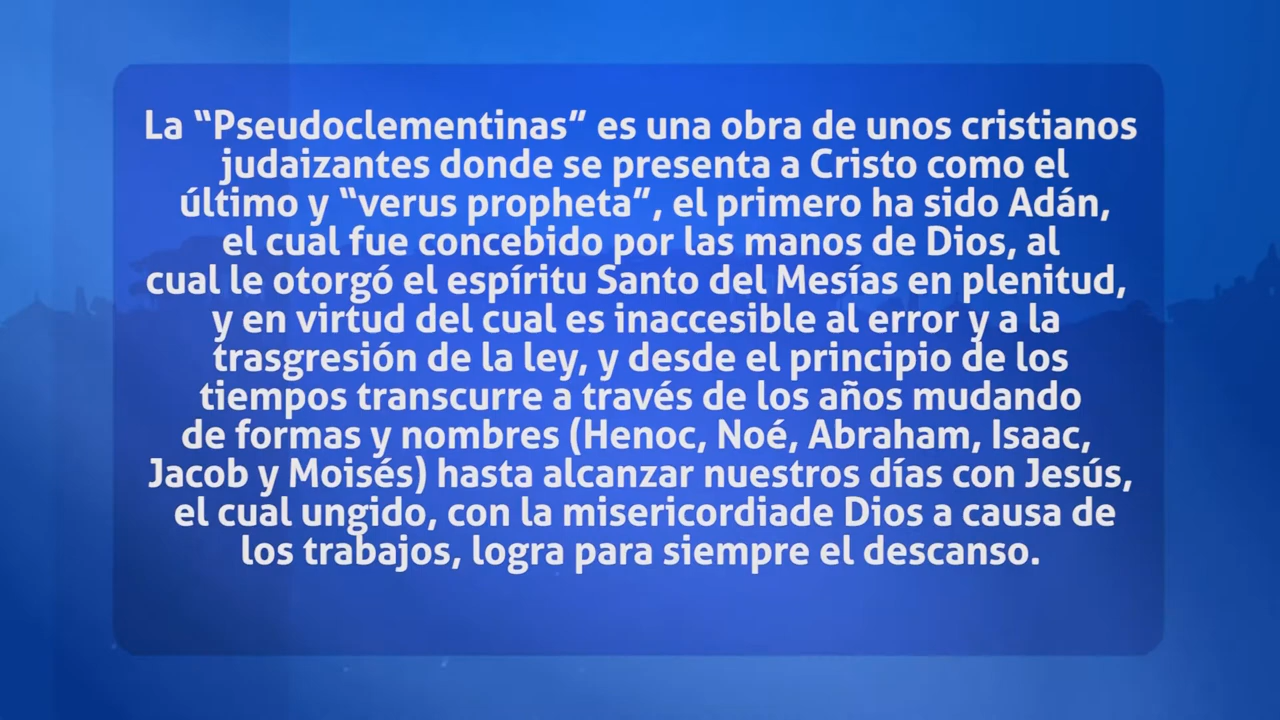 La “Pseudoclementinas” es una obra de unos cristianos
judaizantes donde se presenta a Cristo como el
último y “verus propheta”, el primero ha sido Adán,
el cual fue concebido por las manos de Dios, al
cual le otorgó el espíritu Santo del Mesías en plenitud,
y en virtud del cual es inaccesible al error y a la
trasgresión de la ley, y desde el principio de los
tiempos transcurre a través de los años mudando
de formas y nombres (Henoc, Noé, Abraham, Isaac,
Jacob y Moisés) hasta alcanzar nuestros días con Jesús,
el cual ungido, con la misericordiade Dios a causa de
los trabajos, logra para siempre el descanso.